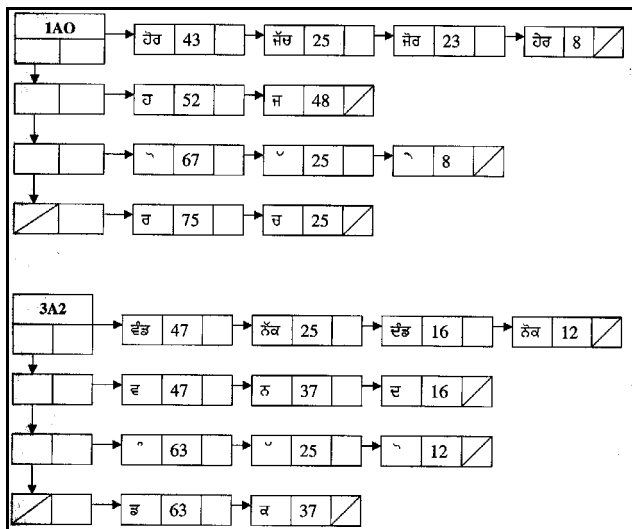 1AO ਹੋਰ 43 ਜੱਚ 25 ਜੋਰ 23 ਹੇਰ 8
ਹ 52 ਜ 48
ੋ 67 ੱ 25 ੇ 8
ਰ 75 ਚ 25
3A2 ਵੰਡ 47 ਨੱਕ 25 ਦੰਡ 16 ਨੋਕ 12
ਵ 47 ਨ 37 ਦ 16
ੰ 63 ੱ 25 ੋ 12
ਡ 63 ਕ 37